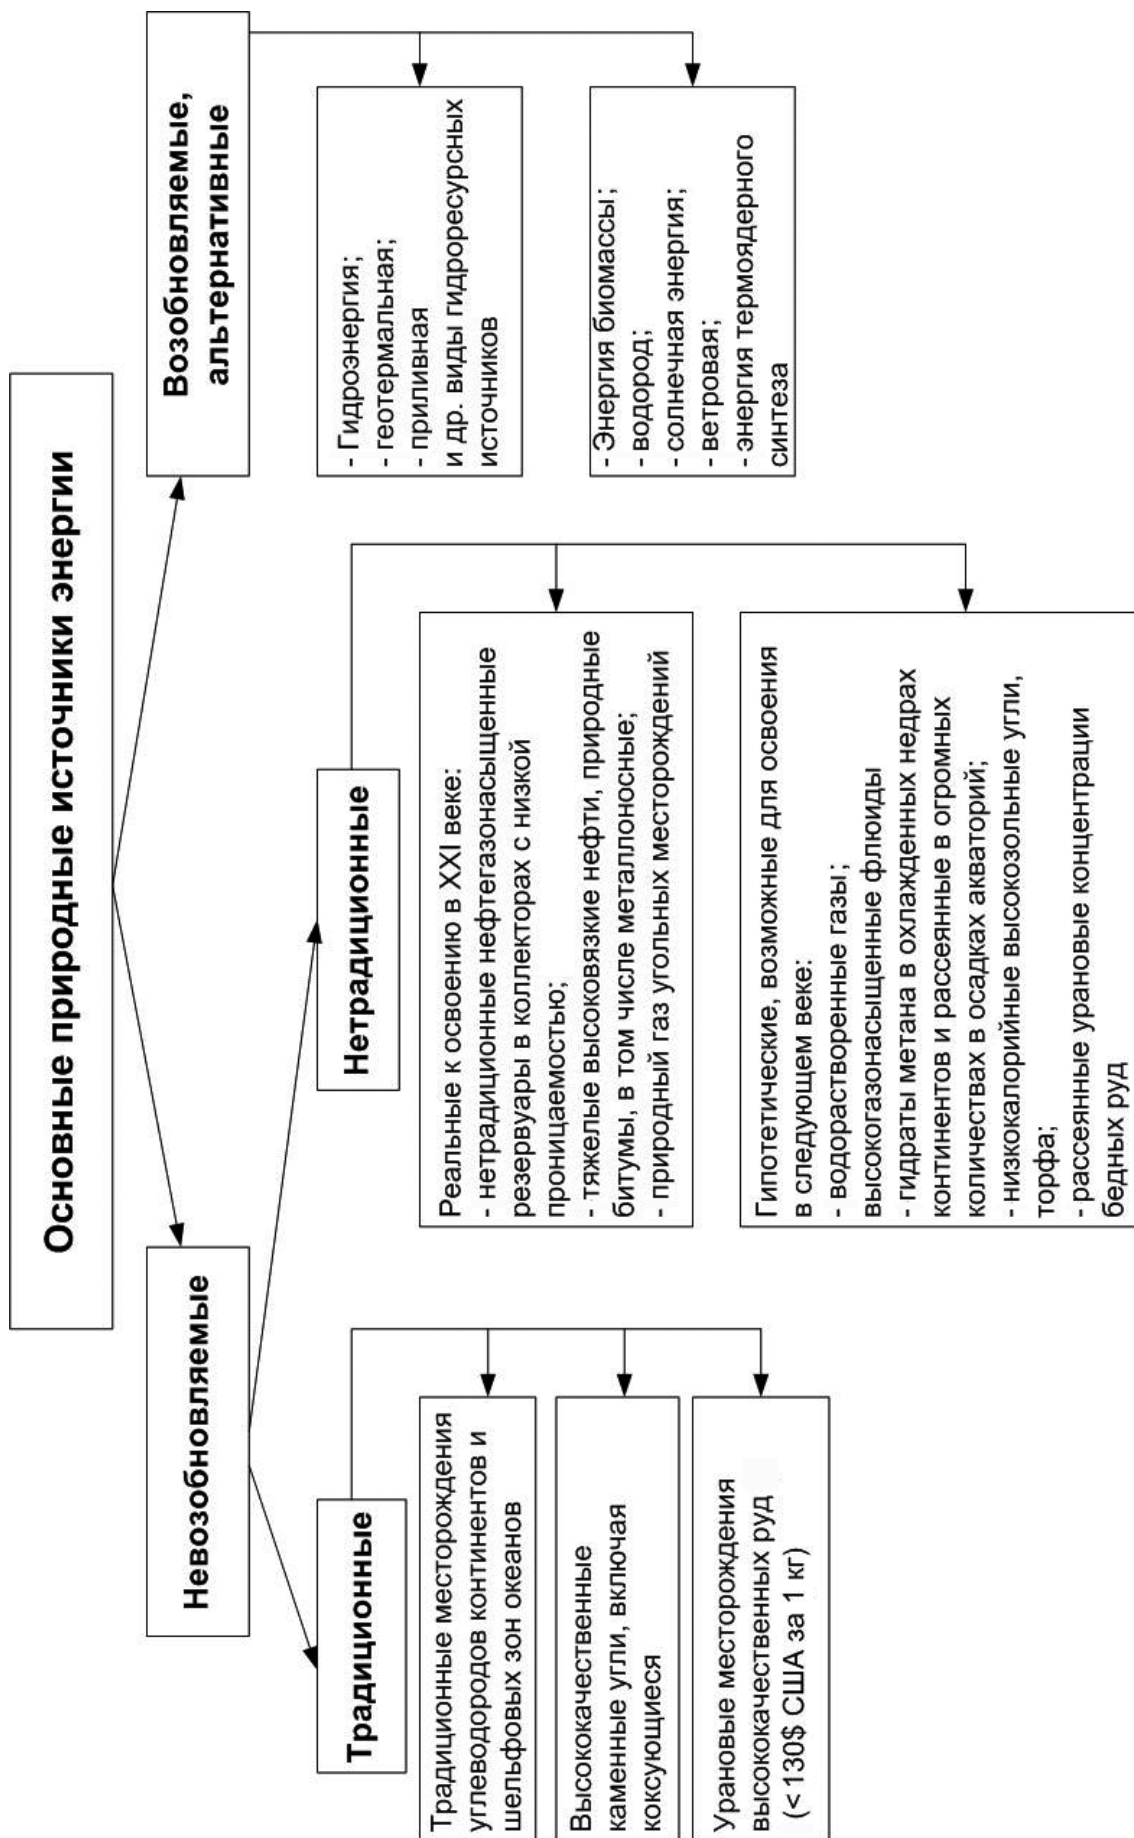 Основные природные источники энергии
Невозобновляемые
Возобновляемые,
альтернативные
Традиционные
Нетрадиционные
Традиционные месторождения
углеводородов континентов и
шельфовых зон океанов
Высококачественные
каменные угли, включая
коксующиеся
Урановые месторождения
высококачественных руд
(< 130$ США за 1 кг)
Реальные к освоению в XXI веке:
- нетрадиционные нефтегазонасыщенные
резервуары в коллекторах с низкой
проницаемостью;
- тяжелые высоковязкие нефти, природные
битумы, в том числе металлоносные;
- природный газ угольных месторождений
Гипотетические, возможные для освоения
в следующем веке:
- водорастворенные газы;
высокогазонасыщенные флюиды
- гидраты метана в охлажденных недрах
континентов и рассеянные в огромных
количествах в осадках акваторий;
- низкокалорийные высокозольные угли,
торфа;
- рассеянные урановые концентрации
бедных руд
- Гидроэнергия;
- геотермальная;
- приливная
и др. виды гидроресурсных
источников
- Энергия биомассы;
- водород;
- солнечная энергия;
- ветровая;
- энергия термоядерного
синтеза